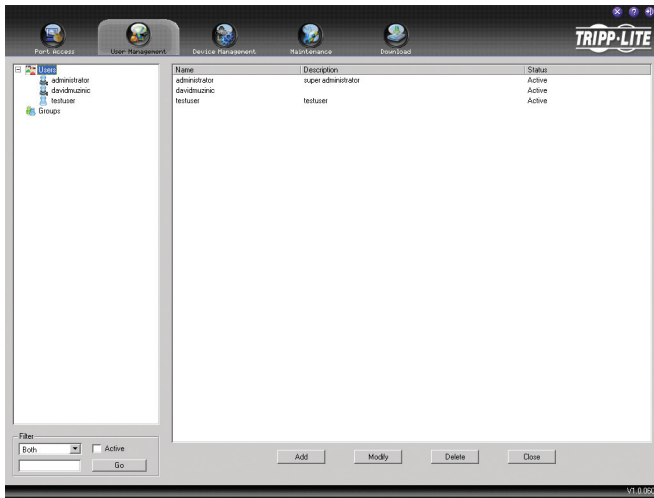 TRIPP·LITE
Port Access User Management Device Management Maintenance Download
Users
administrator
davidmuzinic
testuser
Groups
Name Description Status
administrator super administrator Active
davidmuzinic Active
testuser testuser Active
Filter
Both Active
Go
Add Modify Delete Close
V1.0.060